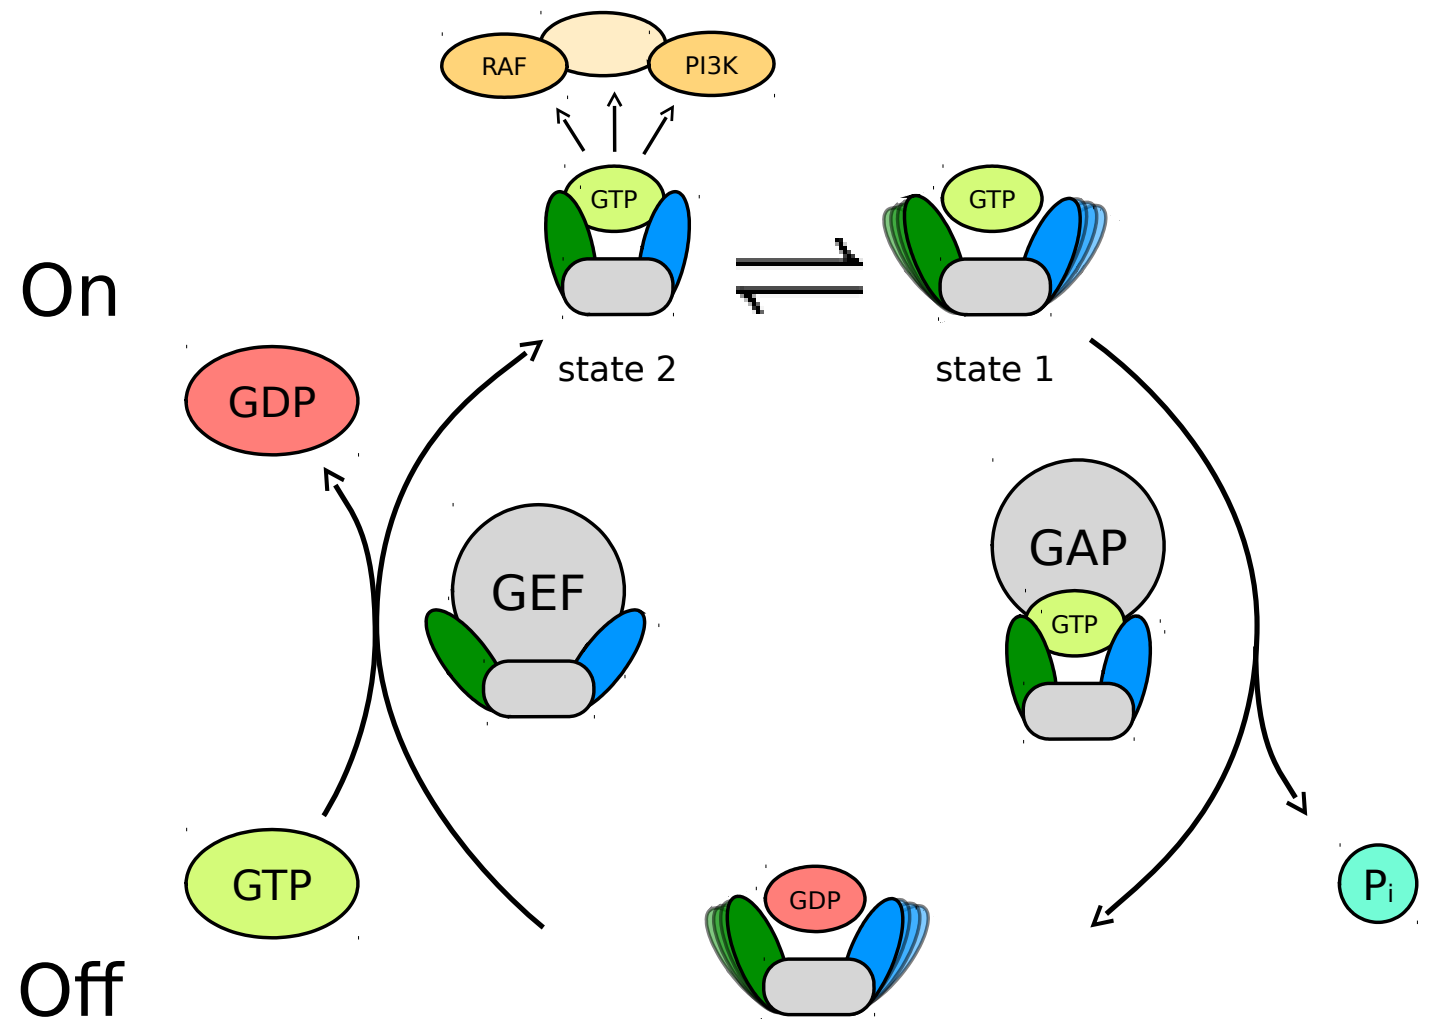 RAF
PI3K
GTP
GTP
On
state 2
state 1
GDP
GEF
GAP
GTP
GTP
GDP
Pi
Off